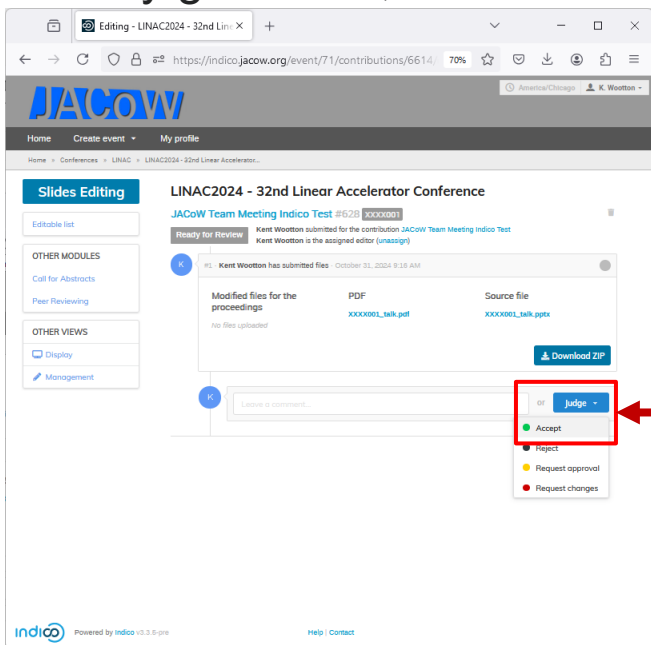 Editing - LINAC2024 - 32nd Line
https://indico.jacow.org/event/71/contributions/6614
70%
America/Chicago
K. Wootton
JACOW
Home
Create event
My profile
Home » Conferences » LINAC » LINAC2024 - 32nd Linear Accelerator...
Slides Editing
LINAC2024 - 32nd Linear Accelerator Conference
JACoW Team Meeting Indico Test #628 XXXX001
Editable list
Ready for Review
Kent Wootton submitted for the contribution JACoW Team Meeting Indico Test
Kent Wootton is the assigned editor (unassign)
OTHER MODULES
Call for Abstracts
Peer Reviewing
K
#1 · Kent Wootton has submitted files · October 31, 2024 9:16 AM
Modified files for the
proceedings
No files uploaded
PDF
XXXX001_talk.pdf
Source file
XXXX001_talk.pptx
OTHER VIEWS
Display
Management
Download ZIP
K
Leave a comment...
or
Judge
Accept
Reject
Request approval
Request changes
indico
Powered by Indico v3.3.6-pre
Help | Contact